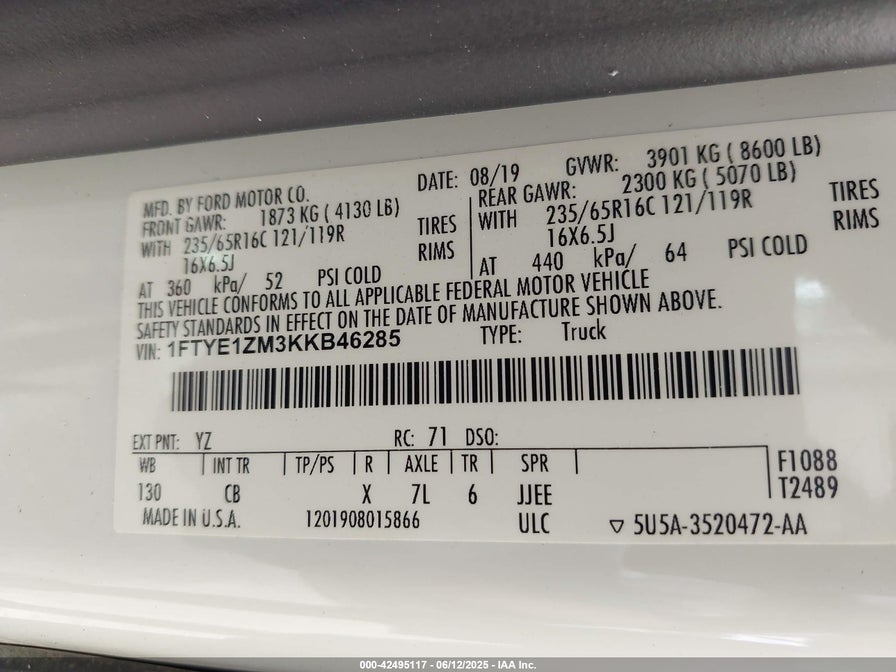 MFD. BY FORD MOTOR CO. DATE: 08/19 GVWR: 3901 KG ( 8600 LB)
FRONT GAWR: 1873 KG ( 4130 LB) REAR GAWR: 2300 KG ( 5070 LB)
WITH 235/65R16C 121/119R TIRES WITH 235/65R16C 121/119R TIRES
16X6.5J RIMS 16X6.5J RIMS
AT 360 kPa/ 52 PSI COLD AT 440 kPa/ 64 PSI COLD
THIS VEHICLE CONFORMS TO ALL APPLICABLE FEDERAL MOTOR VEHICLE
SAFETY STANDARDS IN EFFECT ON THE DATE OF MANUFACTURE SHOWN ABOVE.
VIN: 1FTYE1ZM3KKB46285 TYPE: Truck
EXT PNT: YZ RC: 71 DSO:
WB INT TR TP/PS R AXLE TR SPR F1088
130 CB X 7L 6 JJEE T2489
MADE IN U.S.A. 1201908015866 ULC ▽ 5U5A-3520472-AA
000-42495117 - 06/12/2025 - IAA Inc.